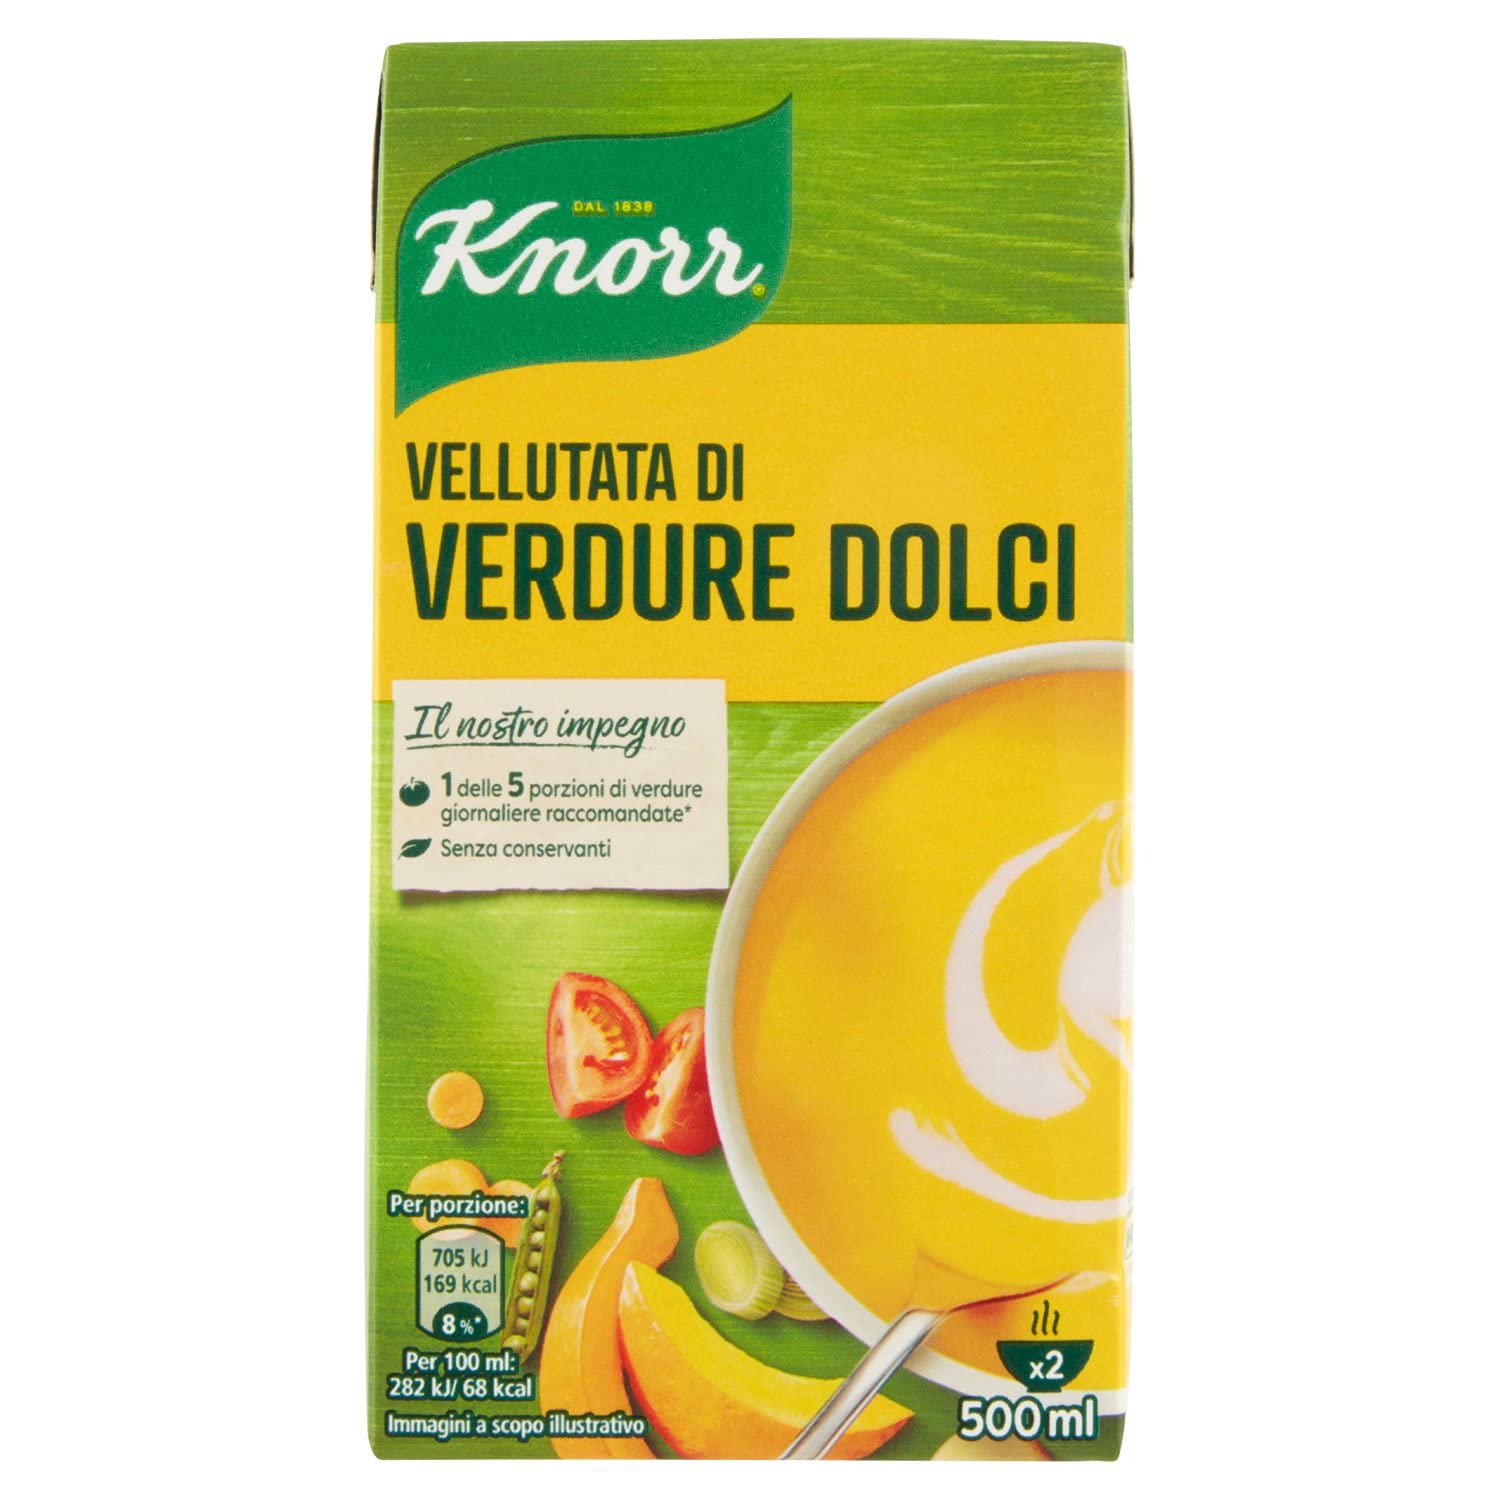 DAL 1838
Knorr
VELLUTATA DI
VERDURE DOLCI
Il nostro impegno
1 delle 5 porzioni di verdure
giornaliere raccomandate*
Senza conservanti
Per porzione:
705 kJ
169 kcal
8%*
Per 100 ml:
282 kJ/ 68 kcal
Immagini a scopo illustrativo
x2
500 ml